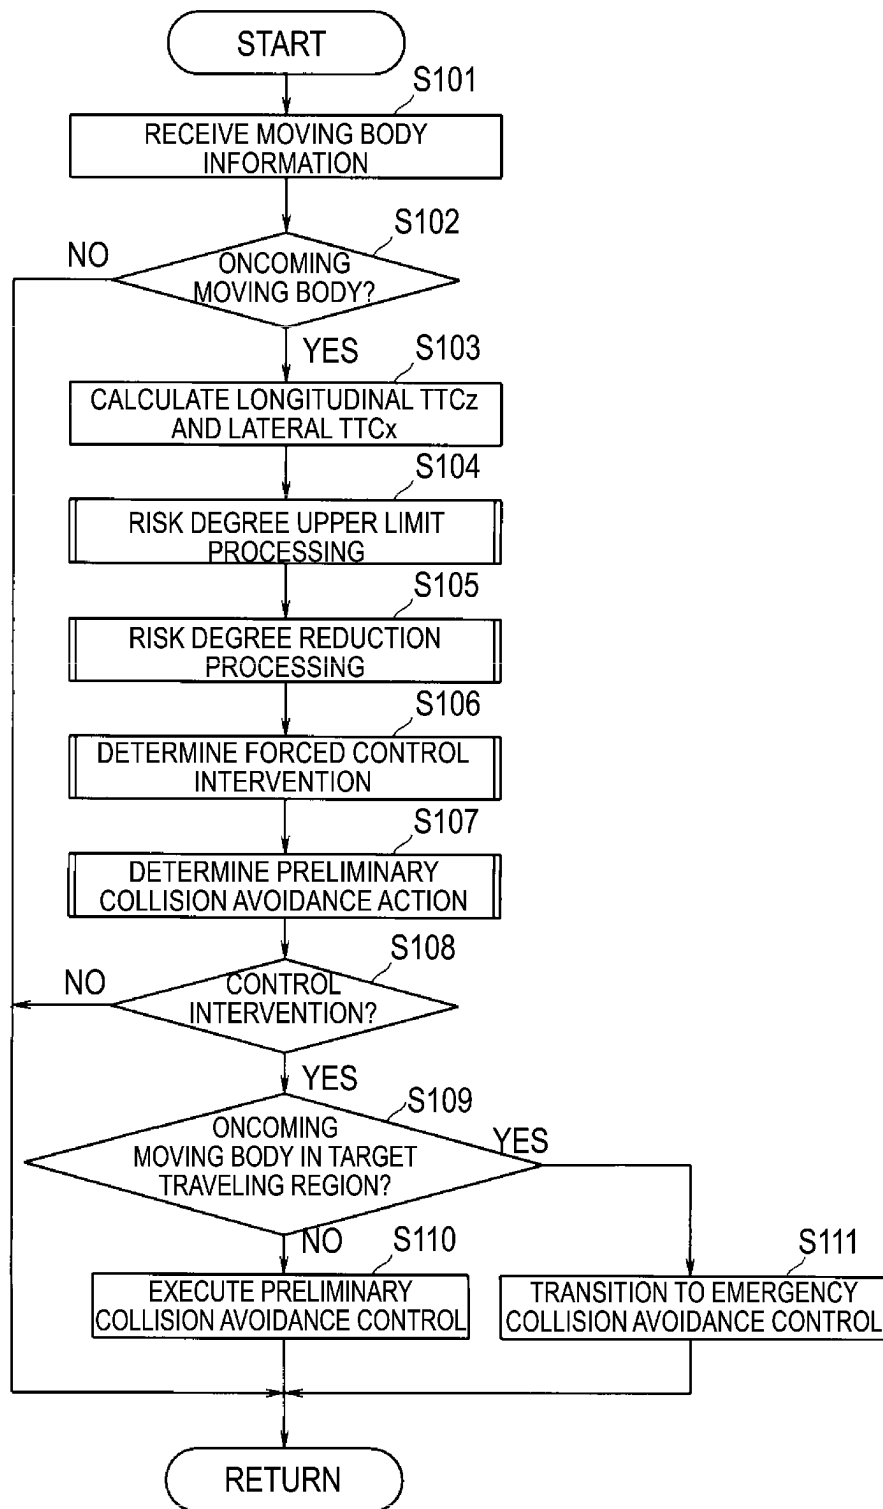 START
S101
RECEIVE MOVING BODY
INFORMATION
S102
NO
ONCOMING
MOVING BODY?
YES
S103
CALCULATE LONGITUDINAL TTCz
AND LATERAL TTCx
S104
RISK DEGREE UPPER LIMIT
PROCESSING
S105
RISK DEGREE REDUCTION
PROCESSING
S106
DETERMINE FORCED CONTROL
INTERVENTION
S107
DETERMINE PRELIMINARY
COLLISION AVOIDANCE ACTION
S108
NO
CONTROL
INTERVENTION?
YES
S109
ONCOMING
MOVING BODY IN TARGET
TRAVELING REGION?
YES
NO
S110
EXECUTE PRELIMINARY
COLLISION AVOIDANCE CONTROL
S111
TRANSITION TO EMERGENCY
COLLISION AVOIDANCE CONTROL
RETURN